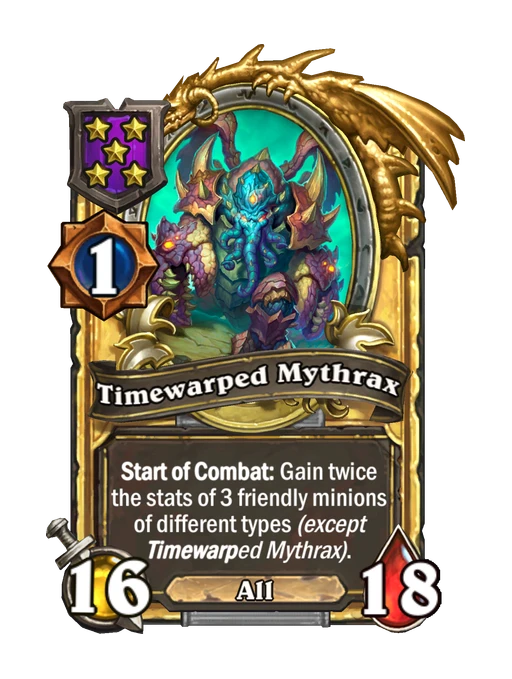 1
Timewarped Mythrax
Start of Combat: Gain twice
the stats of 3 friendly minions
of different types (except
Timewarped Mythrax).
16
All
18